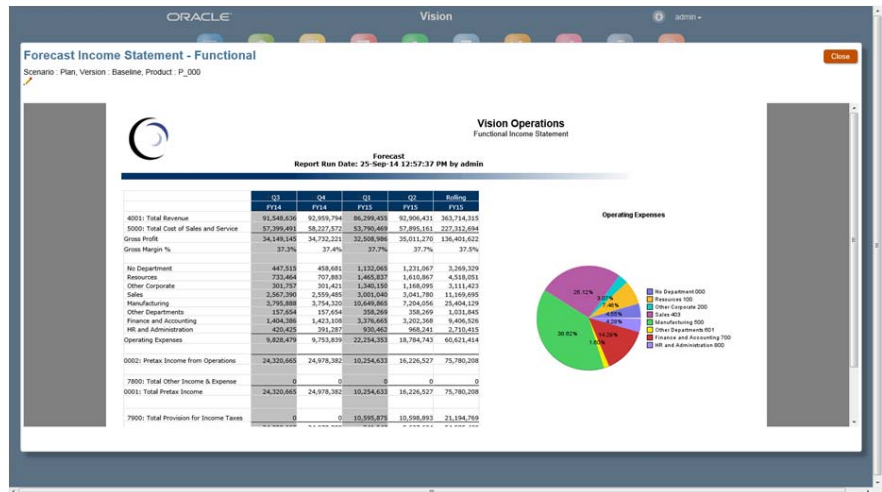 ORACLE
Vision
admin
Forecast Income Statement - Functional
Close
Scenario : Plan, Version : Baseline, Product : P_000
Vision Operations
Functional Income Statement
Forecast
Report Run Date: 25-Sep-14 12:57:37 PM by admin
Q3 Q4 Q1 Q2 Rolling
FY14 FY14 FY15 FY15 FY15
4001: Total Revenue 91,548,636 92,959,794 86,299,455 92,906,431 363,714,315
5000: Total Cost of Sales and Service 57,399,491 58,227,572 53,790,469 57,895,161 227,312,694
Gross Profit 34,149,145 34,732,221 32,508,986 35,011,270 136,401,622
Gross Margin % 37.3% 37.4% 37.7% 37.7% 37.5%
No Department 447,515 458,681 1,132,065 1,231,067 3,269,329
Resources 733,464 707,883 1,465,837 1,610,867 4,518,051
Other Corporate 301,757 301,421 1,340,150 1,168,095 3,111,423
Sales 2,567,390 2,559,485 3,001,040 3,041,780 11,169,695
Manufacturing 3,795,888 3,754,320 10,649,865 7,204,056 25,404,129
Other Departments 157,654 157,654 358,269 358,269 1,031,845
Finance and Accounting 1,404,386 1,423,108 3,376,665 3,202,368 9,406,526
HR and Administration 420,425 391,287 930,462 968,241 2,710,415
Operating Expenses 9,828,479 9,753,839 22,254,353 18,784,743 60,621,414
0002: Pretax Income from Operations 24,320,665 24,978,382 10,254,633 16,226,527 75,780,208
7800: Total Other Income & Expense 0 0 0 0 0
0001: Total Pretax Income 24,320,665 24,978,382 10,254,633 16,226,527 75,780,208
7900: Total Provision for Income Taxes 0 0 10,595,875 10,598,893 21,194,769
Operating Expenses
26.12%
3.07%
7.46%
4.55%
4.28%
38.62%
14.29%
1.60%
No Department 000
Resources 100
Other Corporate 200
Sales 403
Manufacturing 500
Other Departments 601
Finance and Accounting 700
HR and Administration 800